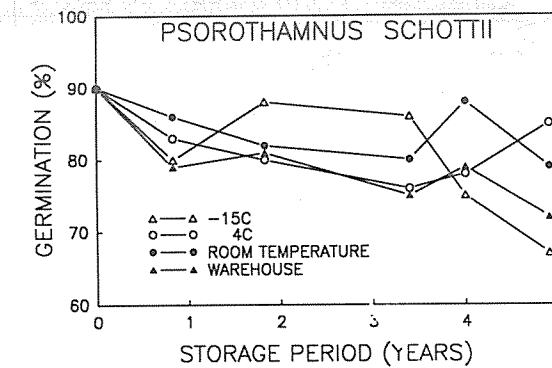 PSOROTHAMNUS SCHOTTII
GERMINATION (%)
100
90
80
70
60
-15C
4C
ROOM TEMPERATURE
WAREHOUSE
0 1 2 3 4
STORAGE PERIOD (YEARS)